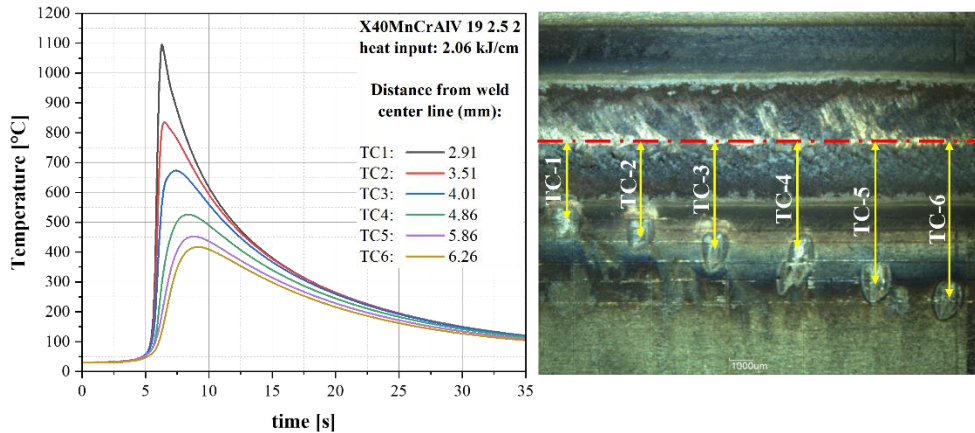 X40MnCrAlV 19 2.5 2
heat input: 2.06 kJ/cm
Distance from weld
center line (mm):
TC1: 2.91
TC2: 3.51
TC3: 4.01
TC4: 4.86
TC5: 5.86
TC6: 6.26
Temperature [°C]
1200
1100
1000
900
800
700
600
500
400
300
200
100
0
0 5 10 15 20 25 30 35
time [s]
TC-1
TC-2
TC-3
TC-4
TC-5
TC-6
1000um